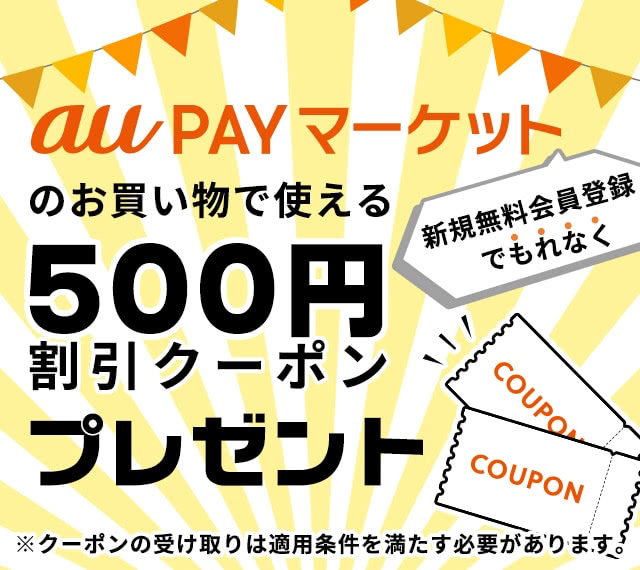 au PAY マーケット
のお買い物で使える
新規無料会員登録
でもれなく
500円
割引クーポン
プレゼント
COUPON
COUPON
※クーポンの受け取りは適用条件を満たす必要があります。